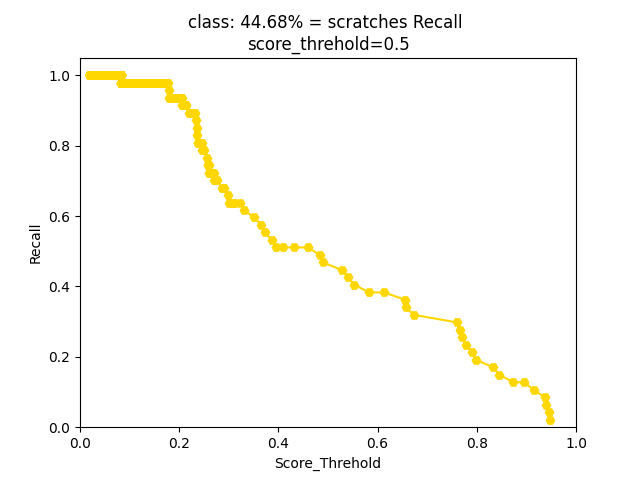 class: 44.68% = scratches Recall
score_threhold=0.5
1.0
0.8
0.6
0.4
0.2
0.0
Recall
0.0 0.2 0.4 0.6 0.8 1.0
Score_Threhold